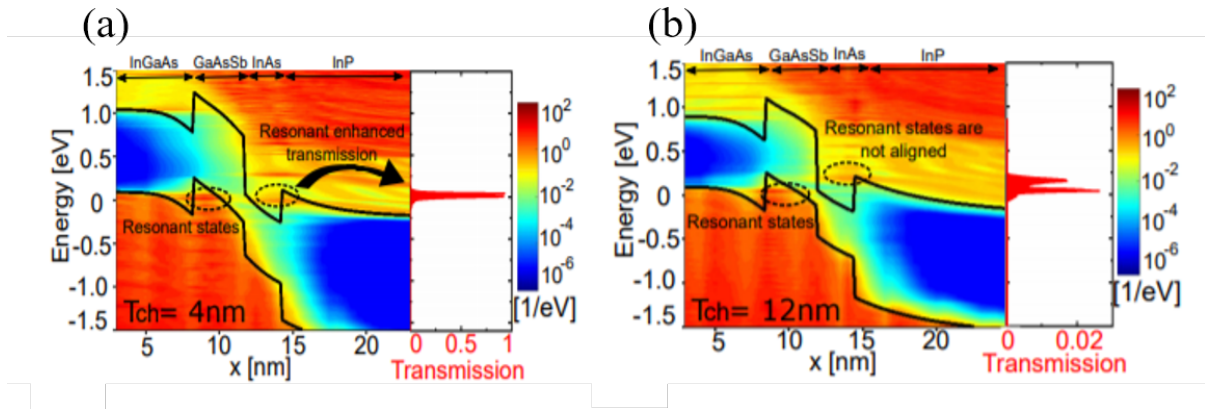 (a)
InGaAs GaAsSb InAs InP
1.5
1.0
0.5
0
-0.5
-1.0
-1.5
Energy [eV]
Resonant enhanced
transmission
Resonant states
Tch= 4nm
5 10 15 20
x [nm]
0 0.5 1
Transmission
10^2
10^0
10^-2
10^-4
10^-6
[1/eV]
(b)
InGaAs GaAsSb InAs InP
1.5
1.0
0.5
0
-0.5
-1.0
-1.5
Energy [eV]
Resonant states are
not aligned
Resonant states
Tch= 12nm
5 10 15 20
x [nm]
0 0.02
Transmission
10^2
10^0
10^-2
10^-4
10^-6
[1/eV]